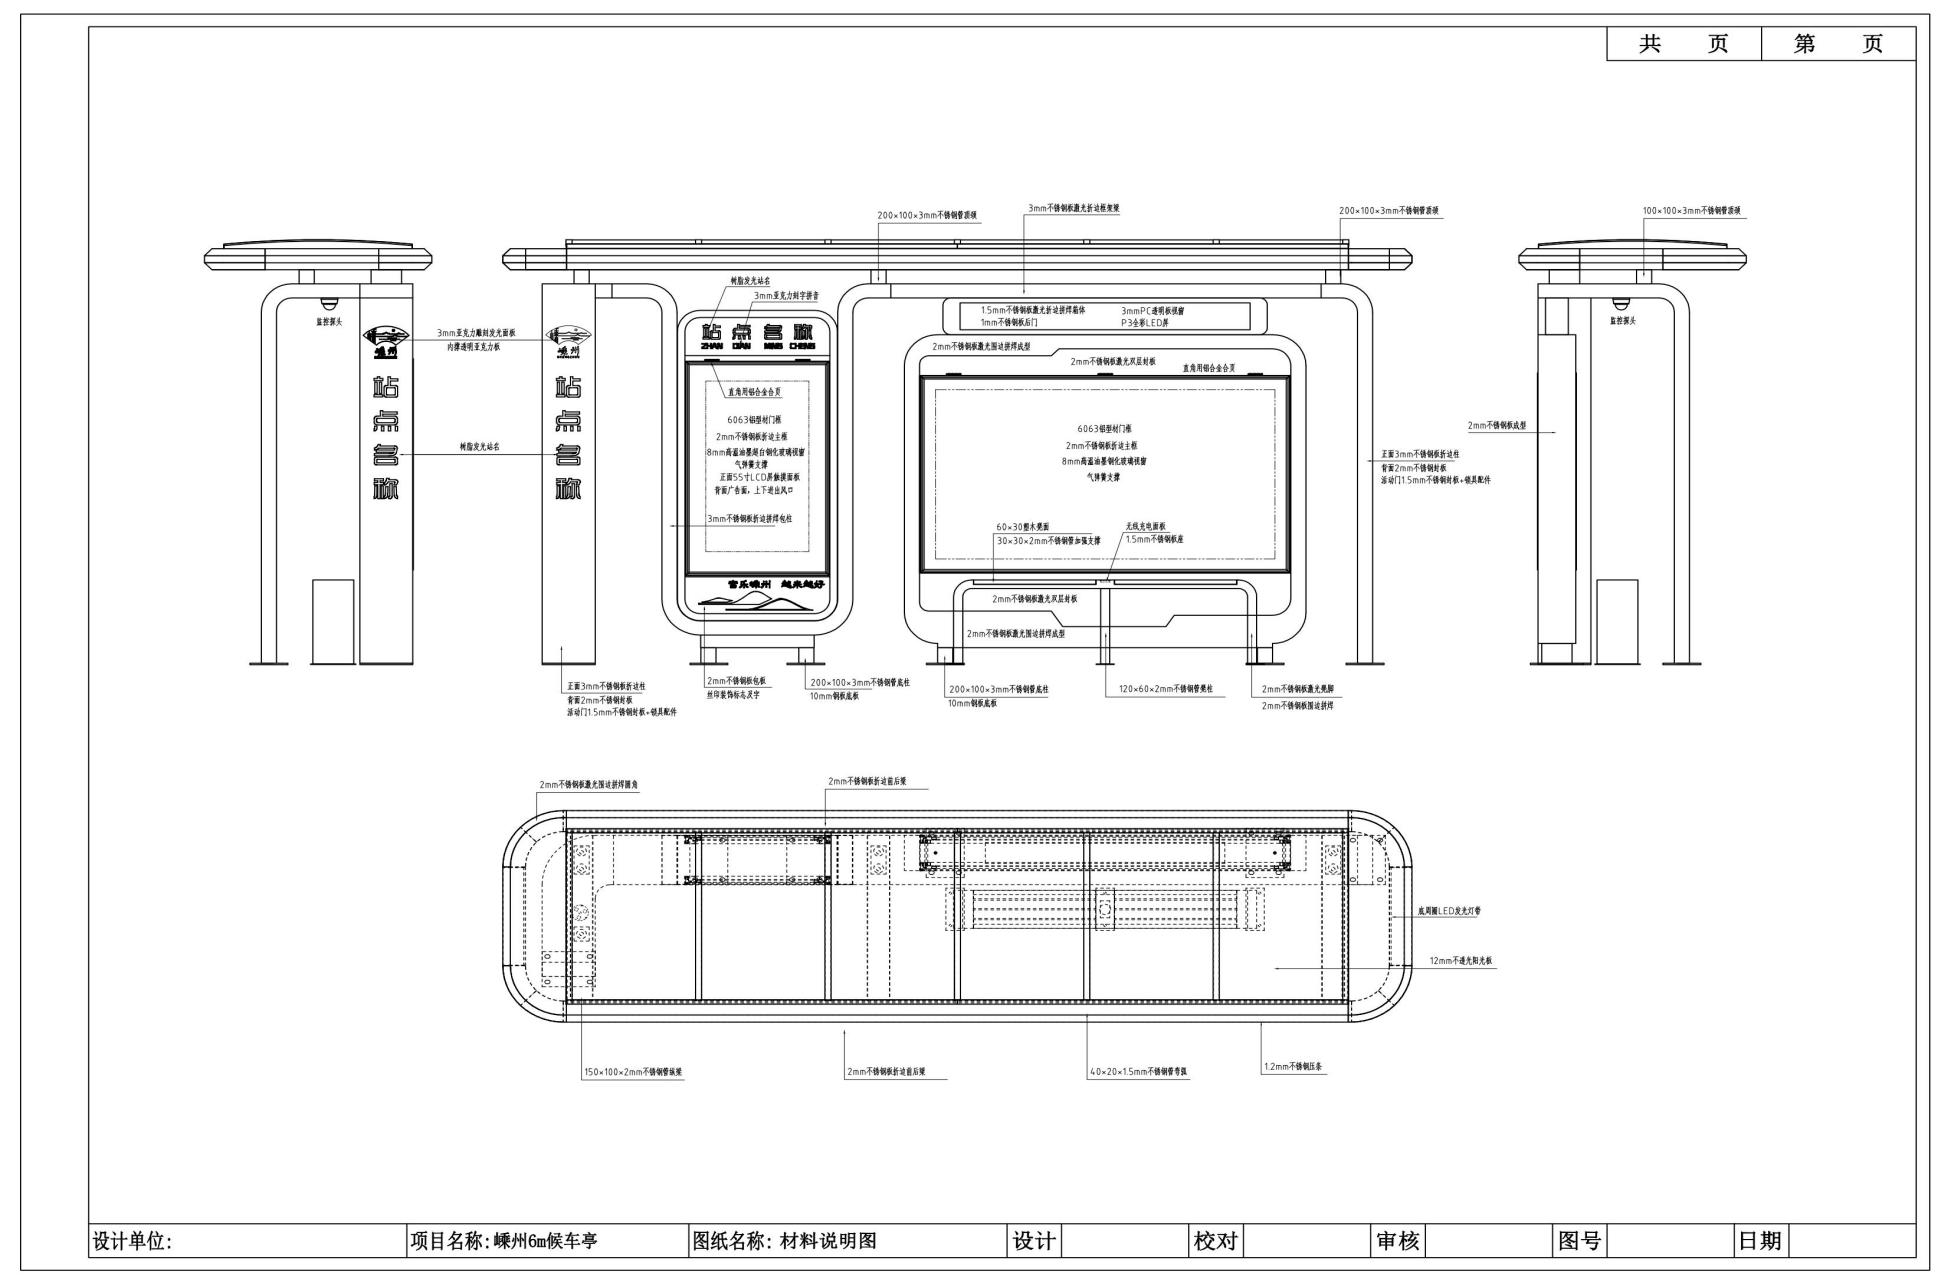 共 页 第 页
200×100×3mm不锈钢管顶须
3mm不锈钢板激光折边框架梁
200×100×3mm不锈钢管顶须
100×100×3mm不锈钢管顶须
树脂发光站名
3mm亚克力刻字拼音
监控探头
3mm亚克力雕刻发光面板
内撑透明亚克力板
嵊州
嵊州
站点名称
ZHAN DIAN MING CHENG
1.5mm不锈钢板激光折边拼焊箱体
1mm不锈钢板后门
3mmPC透明板视窗
P3全彩LED屏
监控探头
2mm不锈钢板激光围边拼焊成型
2mm不锈钢板激光双层封板
直角用铝合金合页
站点名称
站点名称
直角用铝合金合页
6063铝型材门框
2mm不锈钢板折边主框
8mm高温油墨超白钢化玻璃视窗
气弹簧支撑
正面55寸LCD屏触摸面板
背面广告面，上下进出风口
6063铝型材门框
2mm不锈钢板折边主框
8mm高温油墨钢化玻璃视窗
气弹簧支撑
2mm不锈钢板成型
树脂发光站名
正面3mm不锈钢板折边柱
背面2mm不锈钢封板
活动门1.5mm不锈钢封板+锁具配件
3mm不锈钢板折边拼焊包柱
60×30塑木凳面
30×30×2mm不锈钢管加强支撑
无线充电面板
1.5mm不锈钢板座
富乐嵊州 越来越好
2mm不锈钢板激光双层封板
2mm不锈钢板激光围边拼焊成型
正面3mm不锈钢板折边柱
背面2mm不锈钢封板
活动门1.5mm不锈钢封板+锁具配件
2mm不锈钢板包板
丝印装饰标志及字
200×100×3mm不锈钢管底柱
10mm钢板底板
200×100×3mm不锈钢管底柱
10mm钢板底板
120×60×2mm不锈钢管凳柱
2mm不锈钢板激光凳脚
2mm不锈钢板围边拼焊
2mm不锈钢板激光围边拼焊圆角
2mm不锈钢板折边前后梁
底周圈LED发光灯带
12mm不透光阳光板
150×100×2mm不锈钢管纵梁
2mm不锈钢板折边前后梁
40×20×1.5mm不锈钢管弯弧
1.2mm不锈钢压条
设计单位: 项目名称:嵊州6m候车亭 图纸名称: 材料说明图 设计 校对 审核 图号 日期